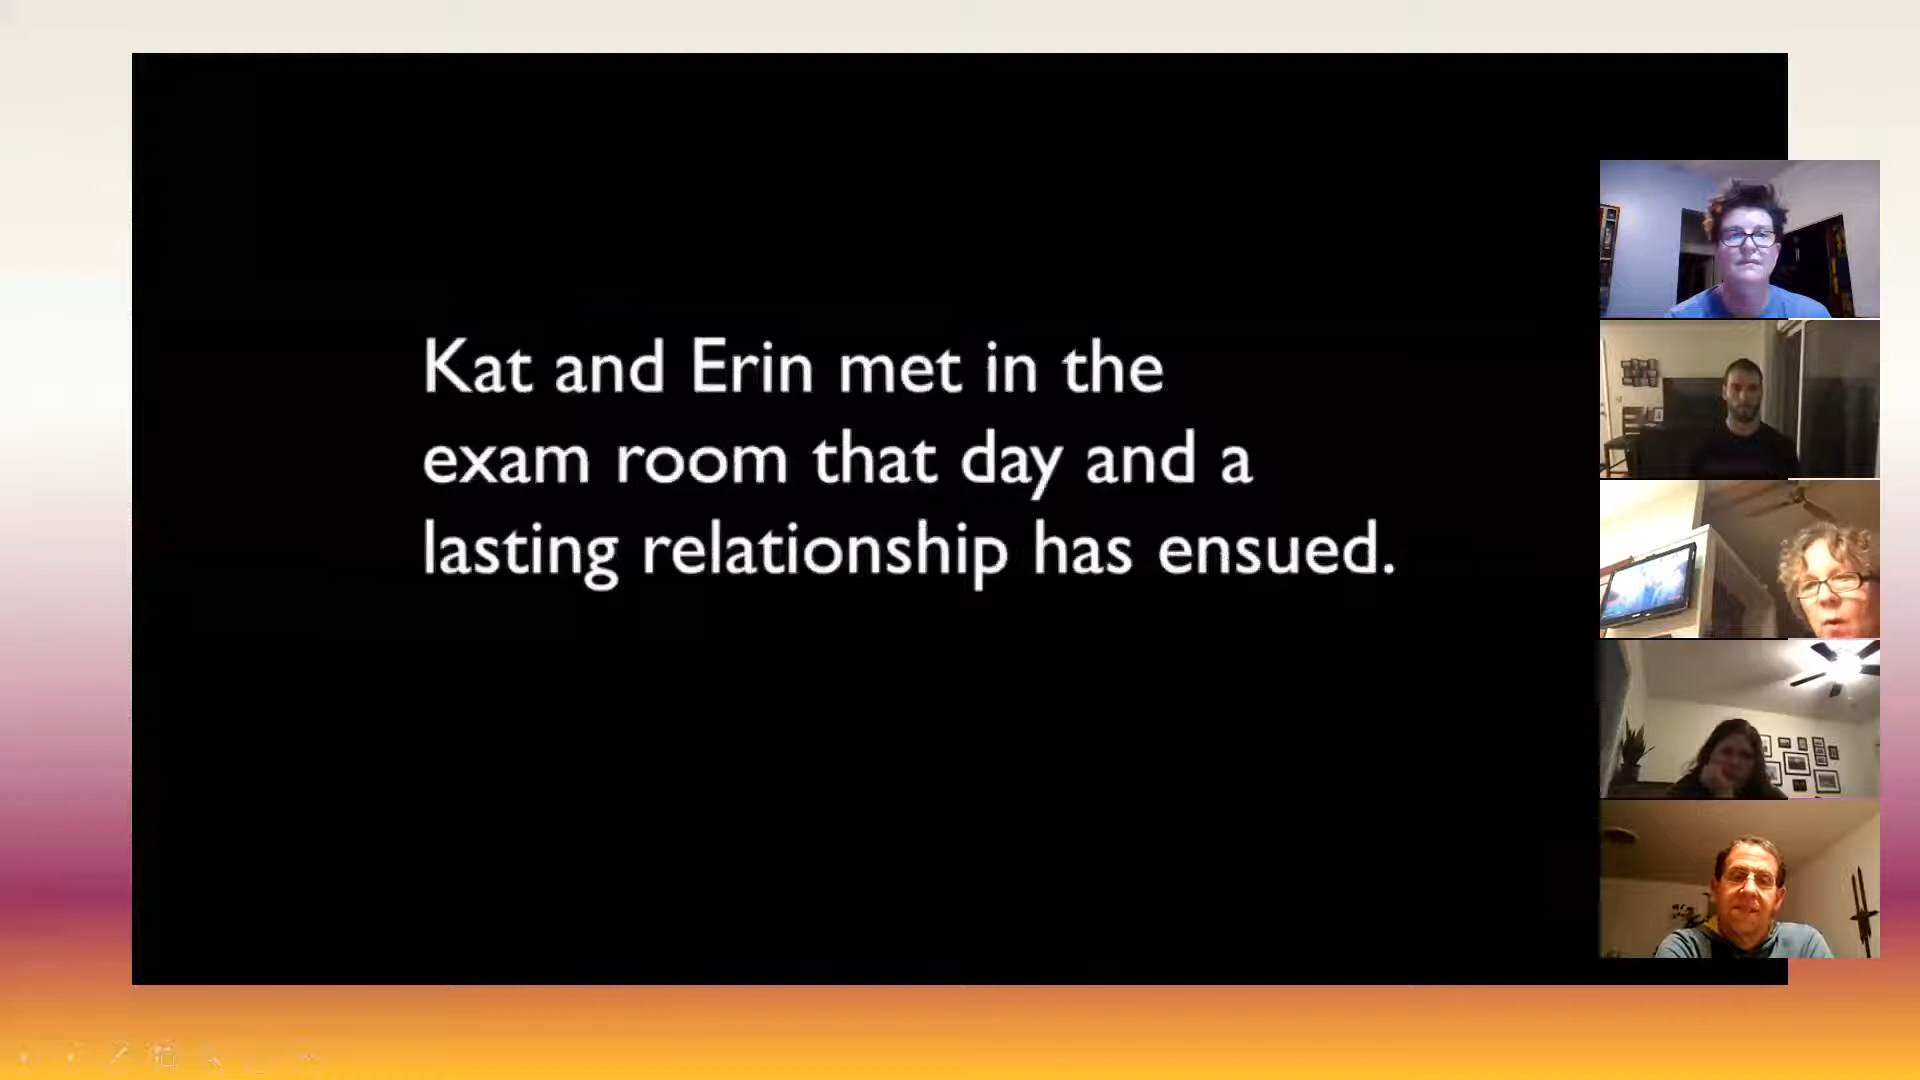 Kat and Erin met in the
exam room that day and a
lasting relationship has ensued.